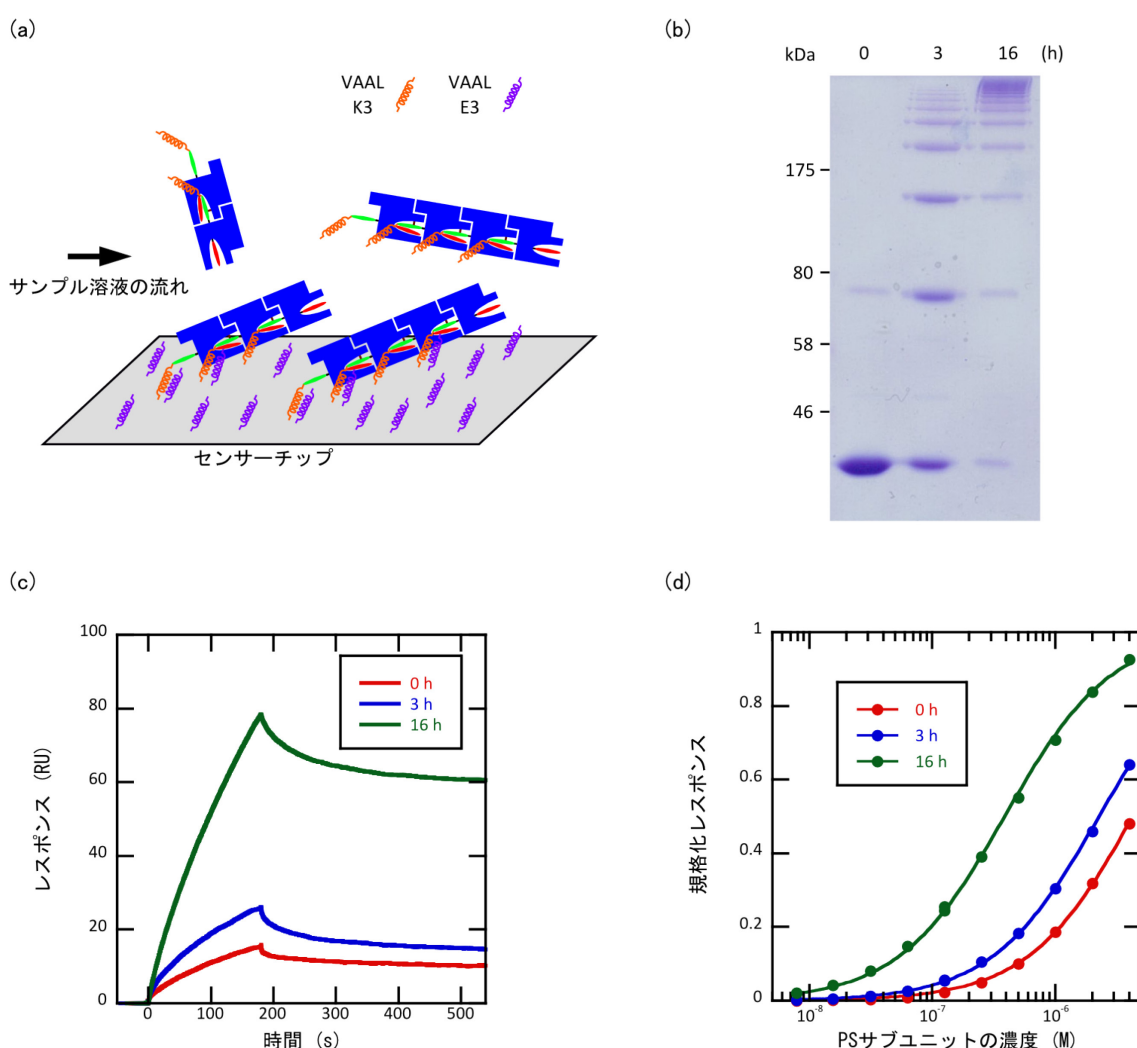 (a)
VAAL VAAL
K3 E3
サンプル溶液の流れ
センサーチップ
(b)
kDa 0 3 16 (h)
175
80
58
46
(c)
100
80
60
40
20
0
0 h
3 h
16 h
レスポンス (RU)
0 100 200 300 400 500
時間 (s)
(d)
1
0.8
0.6
0.4
0.2
0
0 h
3 h
16 h
規格化レスポンス
10-8 10-7 10-6
PSサブユニットの濃度 (M)